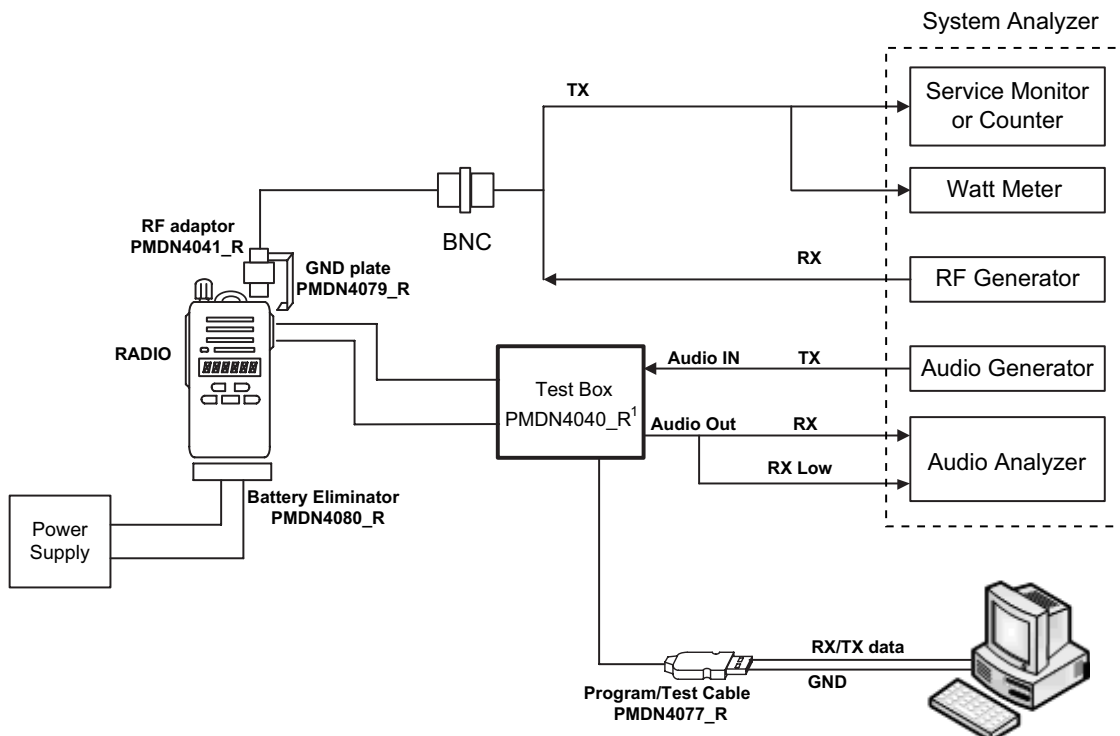 System Analyzer
TX
Service Monitor
or Counter
Watt Meter
RF adaptor
PMDN4041_R
BNC
GND plate
PMDN4079_R
RX
RF Generator
RADIO
Test Box
PMDN4040_R1
Audio IN
TX
Audio Generator
Audio Out
RX
RX Low
Audio Analyzer
Battery Eliminator
PMDN4080_R
Power
Supply
RX/TX data
GND
Program/Test Cable
PMDN4077_R